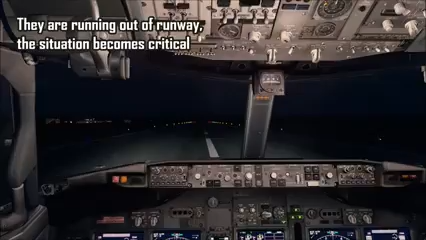 They are running out of runway,
the situation becomes critical